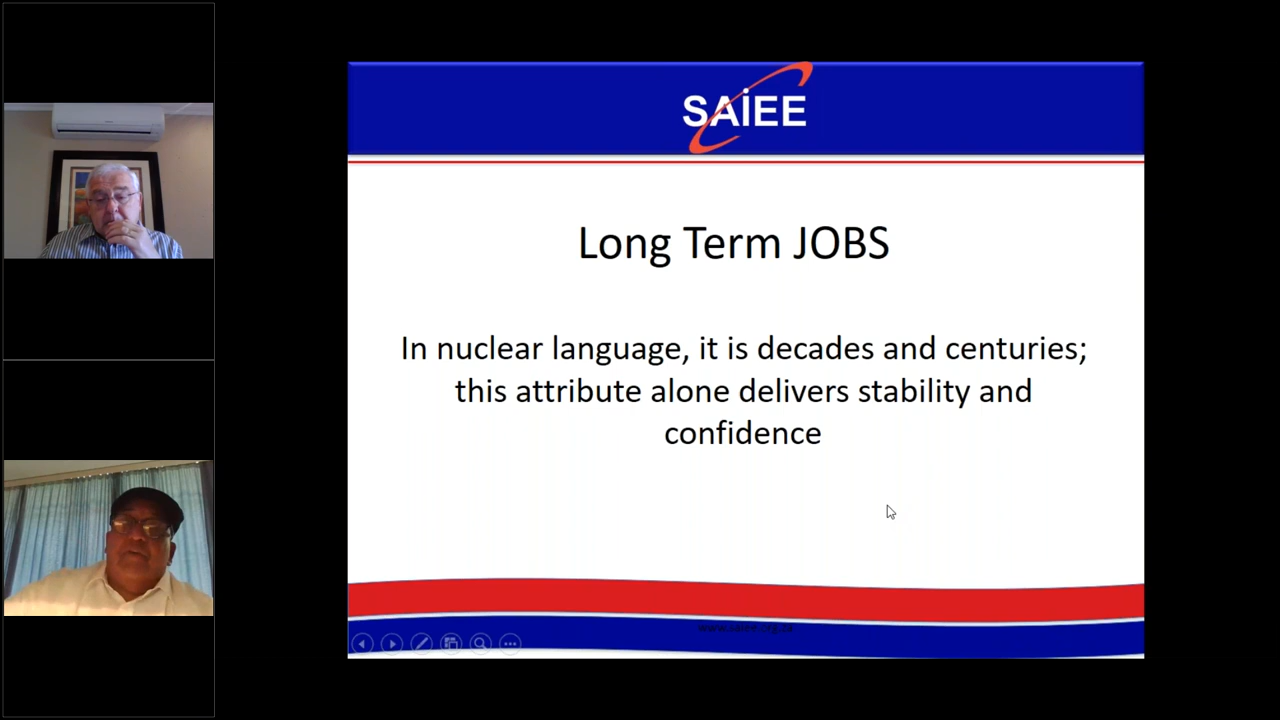 SAIEE
Long Term JOBS
In nuclear language, it is decades and centuries;
this attribute alone delivers stability and
confidence